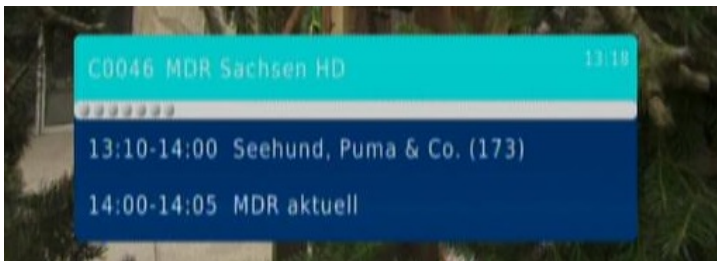 C0046 MDR Sachsen HD 13:18
13:10-14:00 Seehund, Puma & Co. (173)
14:00-14:05 MDR aktuell